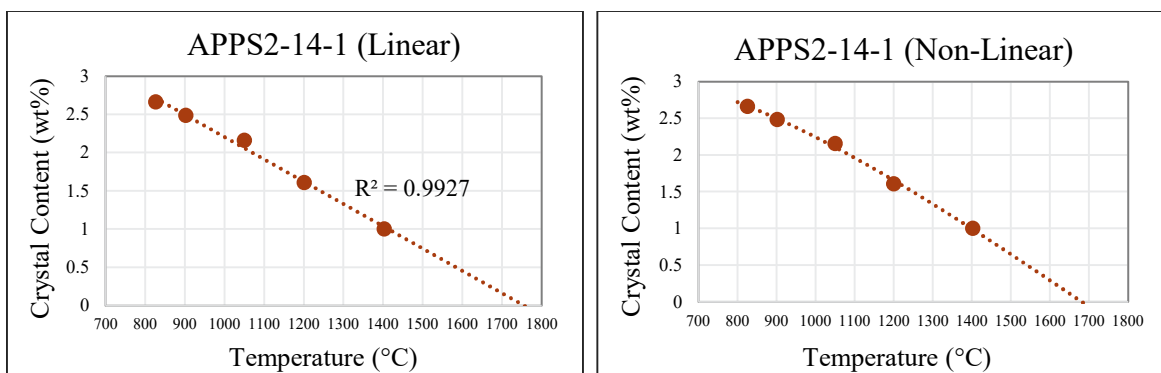 APPS2-14-1 (Linear)
Crystal Content (wt%)
3
2.5
2
1.5
1
0.5
0
R² = 0.9927
700 800 900 1000 1100 1200 1300 1400 1500 1600 1700 1800
Temperature (°C)
APPS2-14-1 (Non-Linear)
Crystal Content (wt%)
3
2.5
2
1.5
1
0.5
0
700 800 900 1000 1100 1200 1300 1400 1500 1600 1700 1800
Temperature (°C)